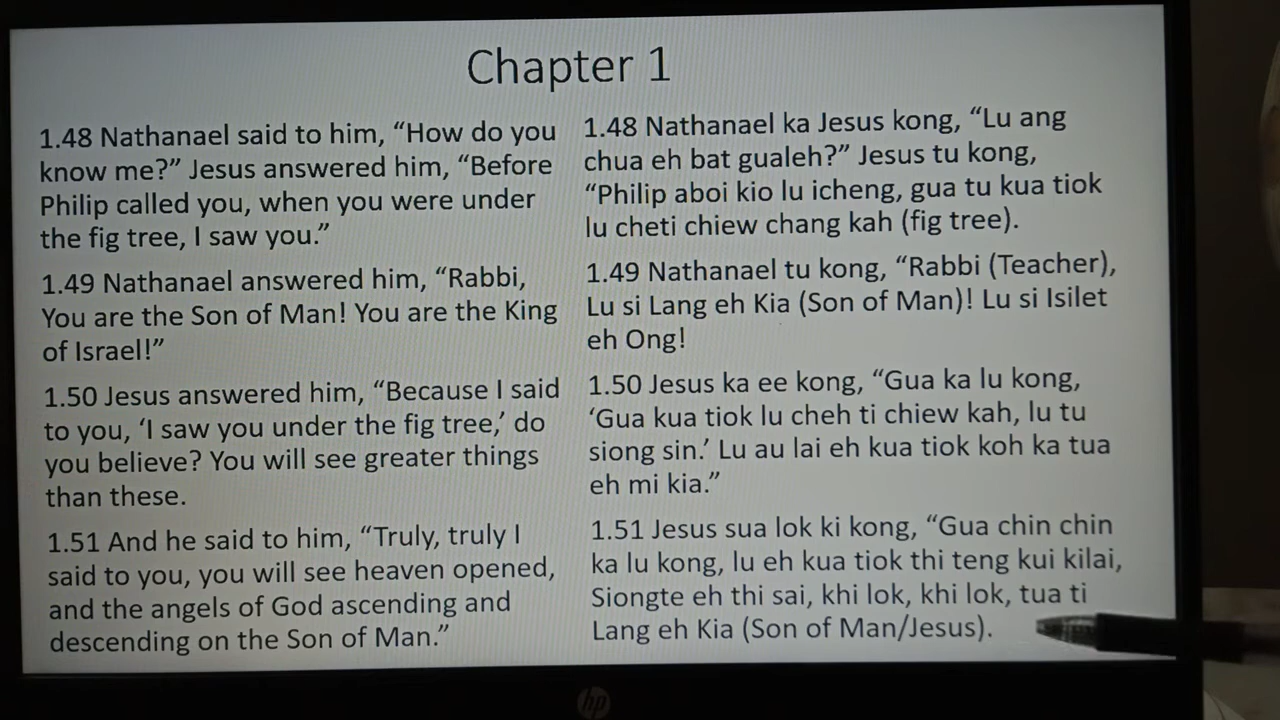 Chapter 1
1.48 Nathanael said to him, “How do you
know me?” Jesus answered him, “Before
Philip called you, when you were under
the fig tree, I saw you.”
1.49 Nathanael answered him, “Rabbi,
You are the Son of Man! You are the King
of Israel!”
1.50 Jesus answered him, “Because I said
to you, ‘I saw you under the fig tree,’ do
you believe? You will see greater things
than these.
1.51 And he said to him, “Truly, truly I
said to you, you will see heaven opened,
and the angels of God ascending and
descending on the Son of Man.”
1.48 Nathanael ka Jesus kong, “Lu ang
chua eh bat gualeh?” Jesus tu kong,
“Philip aboi kio lu icheng, gua tu kua tiok
lu cheti chiew chang kah (fig tree).
1.49 Nathanael tu kong, “Rabbi (Teacher),
Lu si Lang eh Kia (Son of Man)! Lu si Isilet
eh Ong!
1.50 Jesus ka ee kong, “Gua ka lu kong,
‘Gua kua tiok lu cheh ti chiew kah, lu tu
siong sin.’ Lu au lai eh kua tiok koh ka tua
eh mi kia.”
1.51 Jesus sua lok ki kong, “Gua chin chin
ka lu kong, lu eh kua tiok thi teng kui kilai,
Siongte eh thi sai, khi lok, khi lok, tua ti
Lang eh Kia (Son of Man/Jesus).
hp